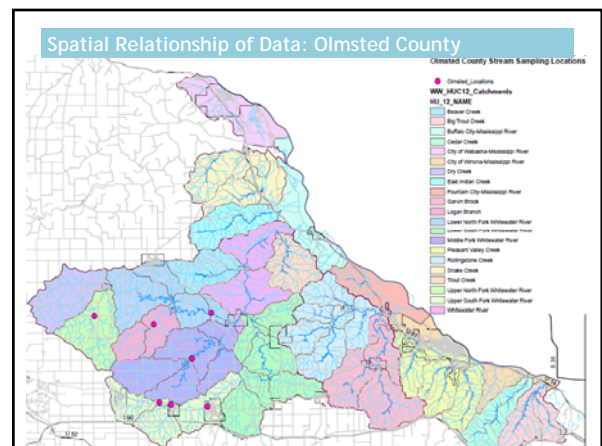 Spatial Relationship of Data: Olmsted County
Olmsted County Stream Sampling Locations
Olmsted_Locations
WW_HUC12_Catchments
HU_12_NAME
Beaver Creek
Big Trout Creek
Buffalo City-Mississippi River
Cedar Creek
City of Wabasha-Mississippi River
City of Winona-Mississippi River
Dry Creek
East Indian Creek
Fountain City-Mississippi River
Garvin Brook
Logan Branch
Lower North Fork Whitewater River
Lower South Fork Whitewater River
Middle Fork Whitewater River
Pleasant Valley Creek
Rollingstone Creek
Snake Creek
Trout Creek
Upper North Fork Whitewater River
Upper South Fork Whitewater River
Whitewater River